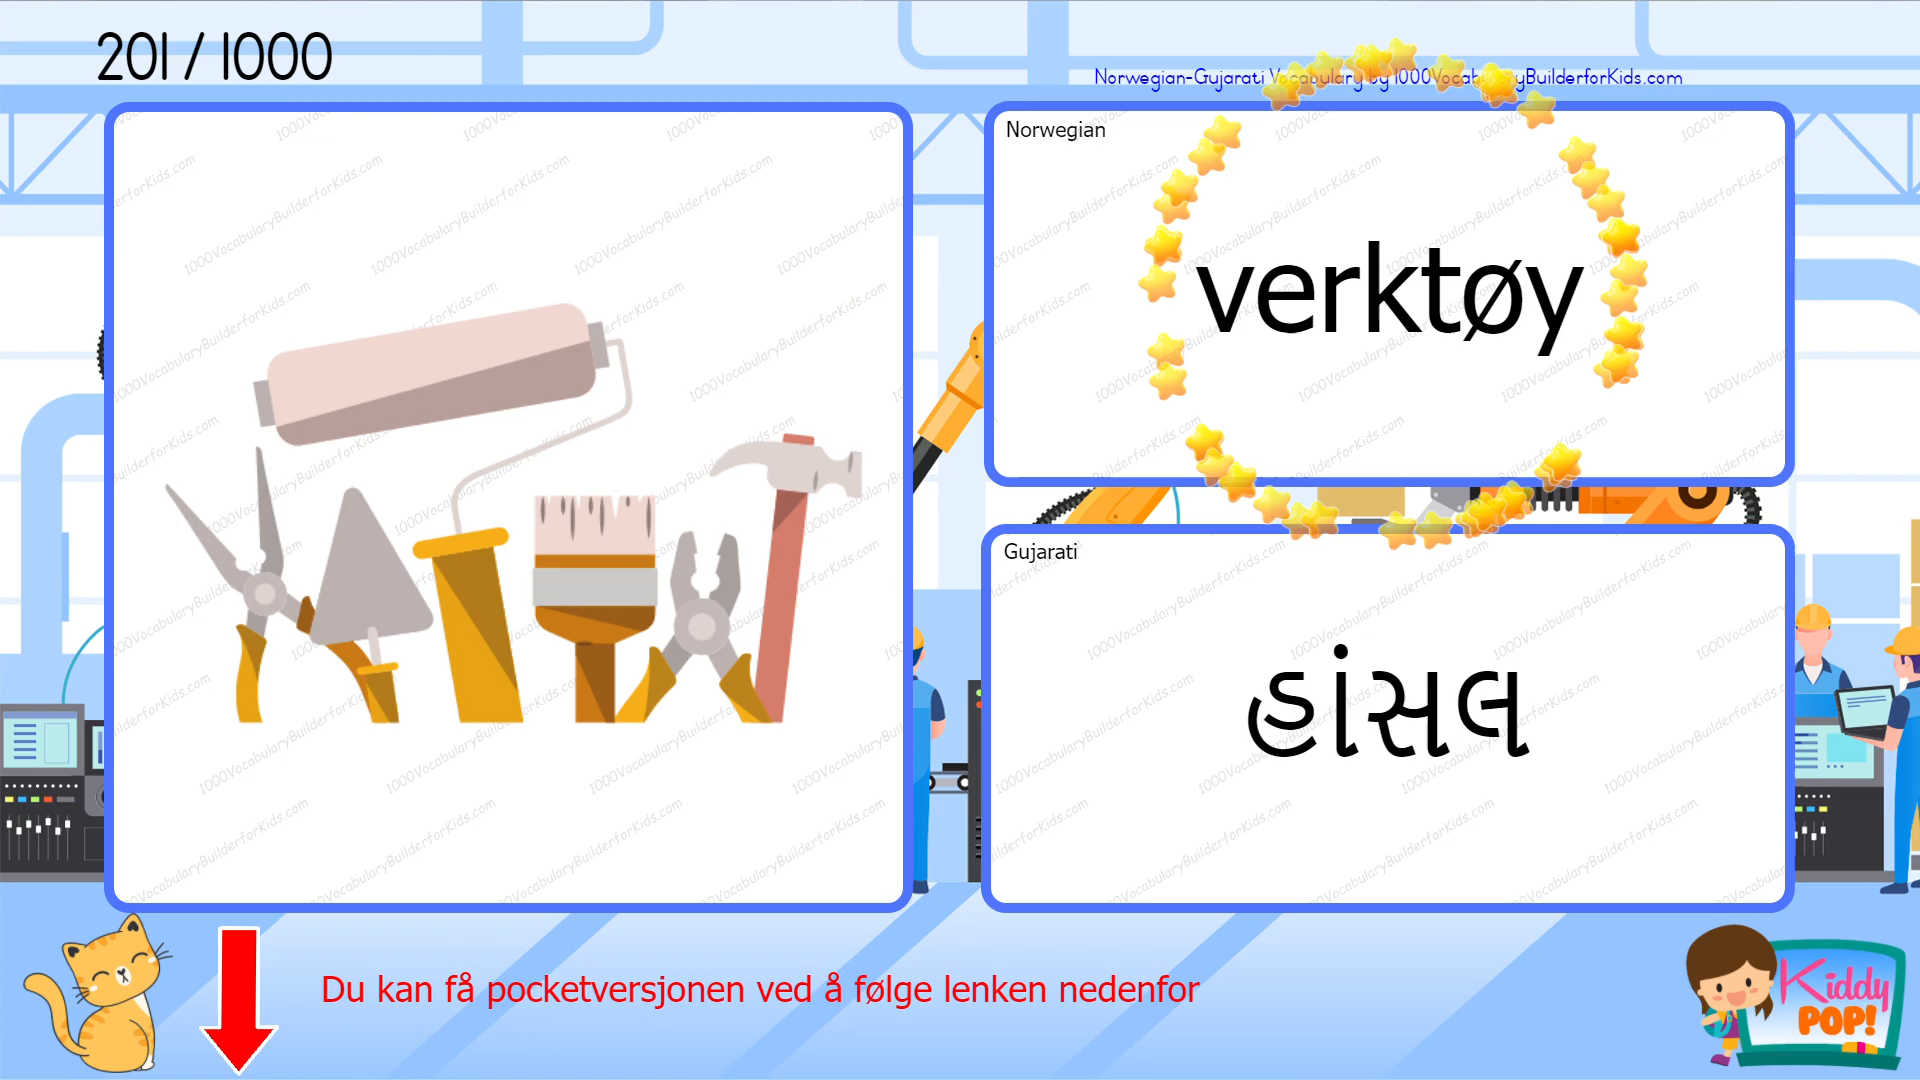 201 / 1000
Norwegian-Gujarati Vocabulary by 1000VocabularyBuilderforKids.com
Norwegian
verktøy
Gujarati
હાંસલ
Du kan få pocketversjonen ved å følge lenken nedenfor
Kiddy
POP!